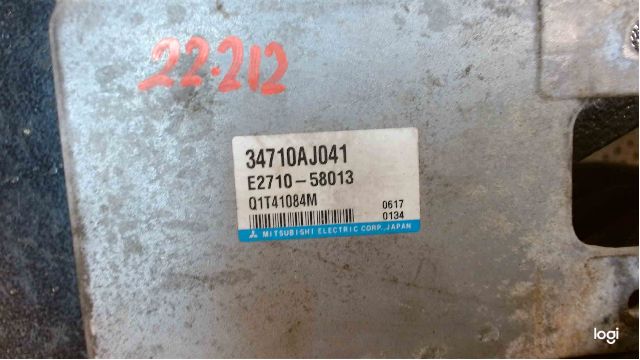 22.212
34710AJ041
E2710-58013
Q1T41084M
0617
0134
MITSUBISHI ELECTRIC CORP., JAPAN
logi